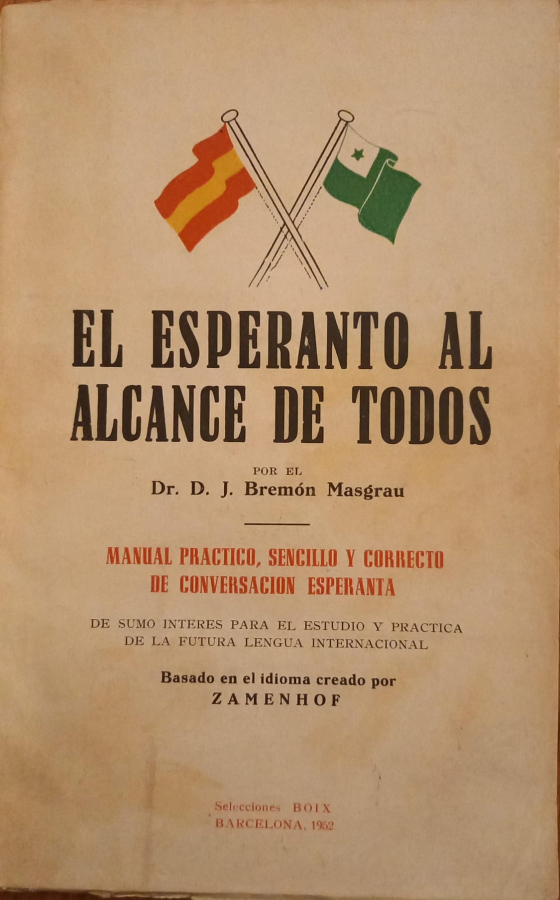 EL ESPERANTO AL
ALCANCE DE TODOS
POR EL
Dr. D. J. Bremón Masgrau
MANUAL PRACTICO, SENCILLO Y CORRECTO
DE CONVERSACION ESPERANTA
DE SUMO INTERES PARA EL ESTUDIO Y PRACTICA
DE LA FUTURA LENGUA INTERNACIONAL
Basado en el idioma creado por
ZAMENHOF
Selecciones BOIX
BARCELONA, 1952